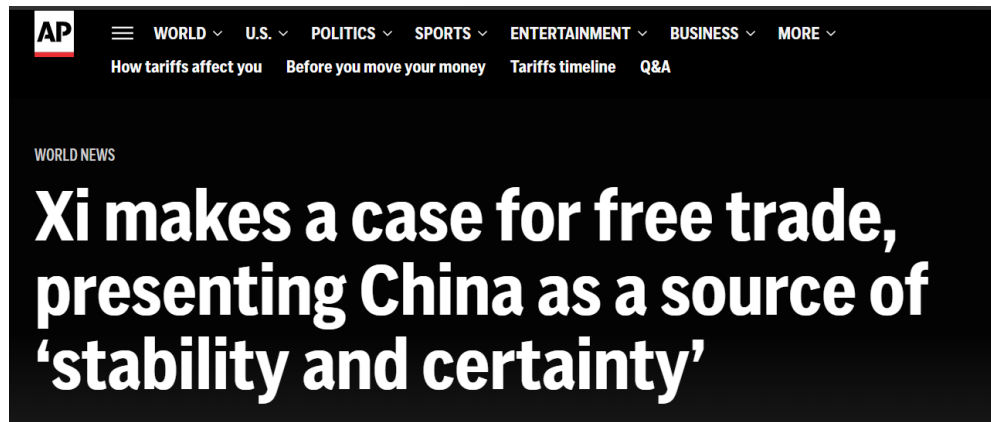 AP WORLD U.S. POLITICS SPORTS ENTERTAINMENT BUSINESS MORE
How tariffs affect you Before you move your money Tariffs timeline Q&A
WORLD NEWS
Xi makes a case for free trade,
presenting China as a source of
‘stability and certainty’